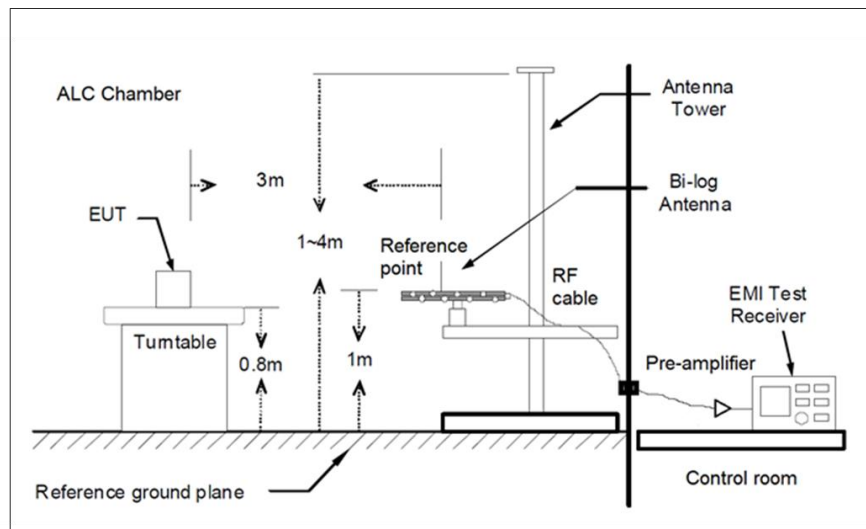 ALC Chamber
Antenna
Tower
3m
Bi-log
Antenna
EUT
1~4m
Reference
point
RF
cable
EMI Test
Receiver
Turntable
0.8m
1m
Pre-amplifier
Reference ground plane
Control room